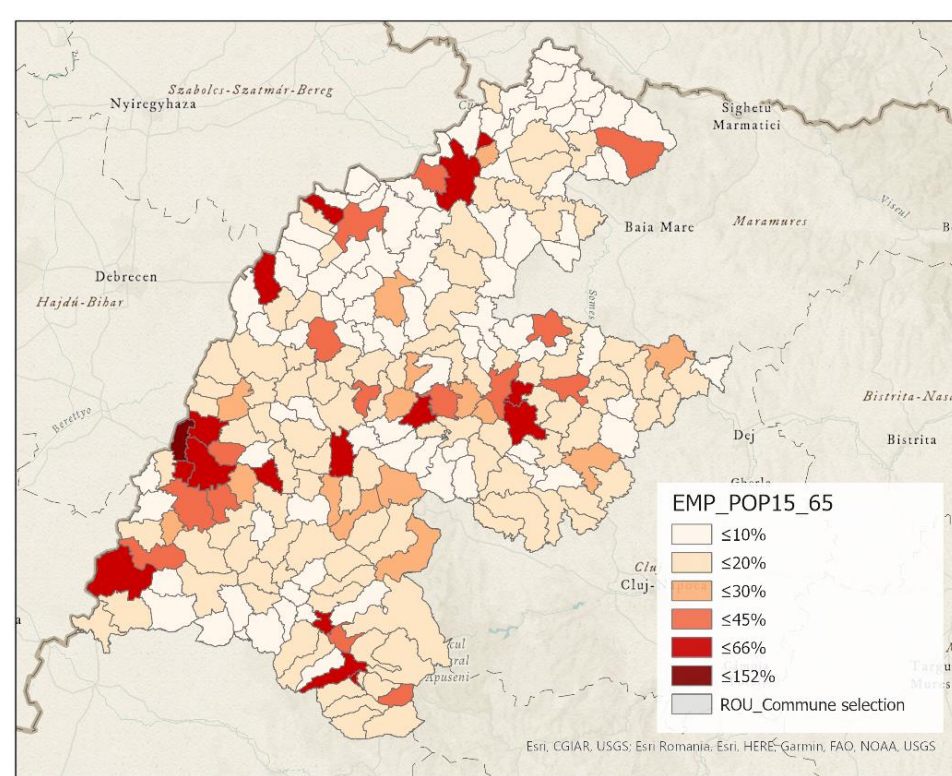 Szabolcs-Szatmár-Bereg
Nyiregyhaza
Sighetu
Marmatiei
Baia Mare
Maramures
Viseul
Debrecen
Hajdú-Bihar
Somes
Berettyo
Bistrita-Nas
Dej
Bistrita
Gherla
EMP_POP15_65
≤10%
≤20%
≤30%
≤45%
≤66%
≤152%
ROU_Commune selection
Cluj-
Apuseni
Esri, CGIAR, USGS; Esri Romania, Esri, HERE, Garmin, FAO, NOAA, USGS